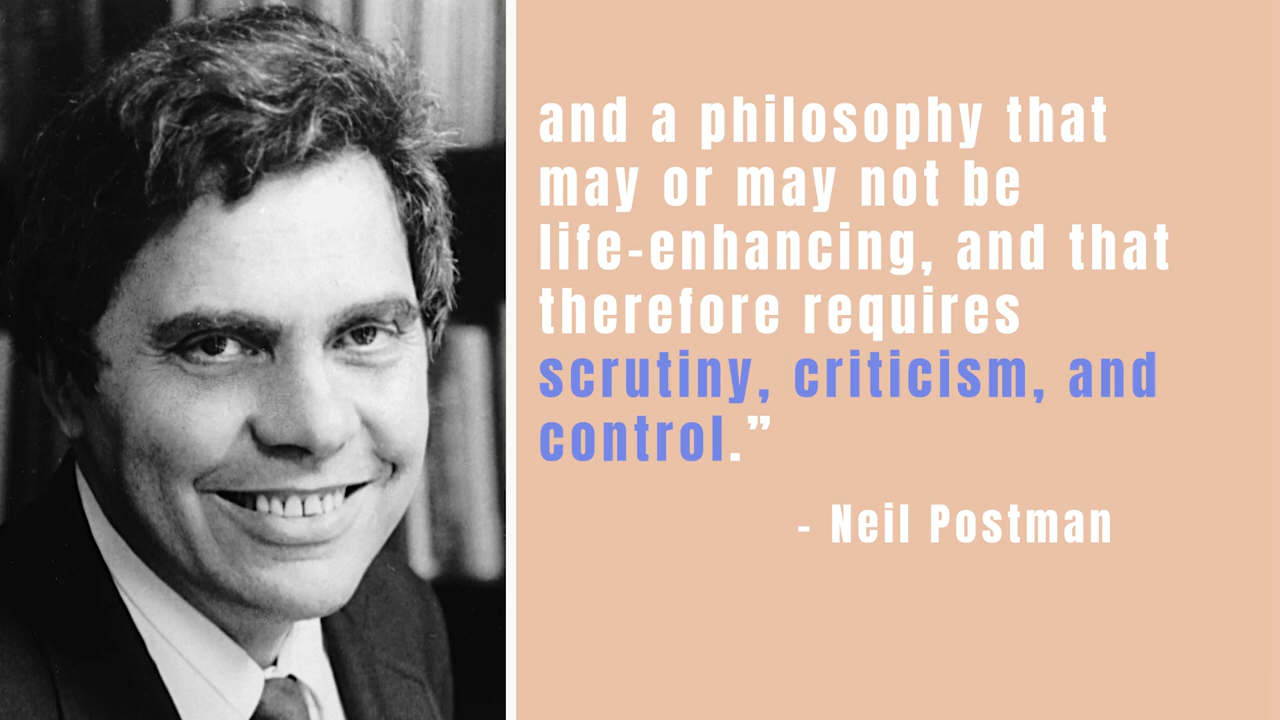 and a philosophy that
may or may not be
life-enhancing, and that
therefore requires
scrutiny, criticism, and
control.”
- Neil Postman